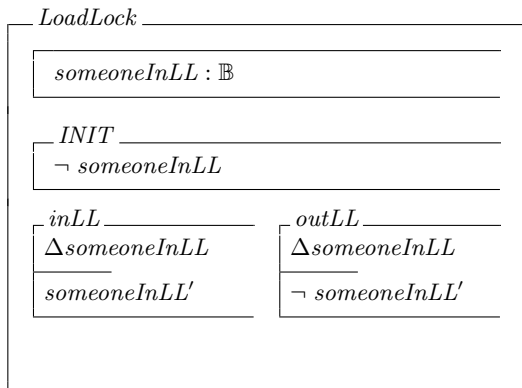 LoadLock
someoneInLL : 𝔹
INIT
¬ someoneInLL
inLL
ΔsomeoneInLL
someoneInLL′
outLL
ΔsomeoneInLL
¬ someoneInLL′